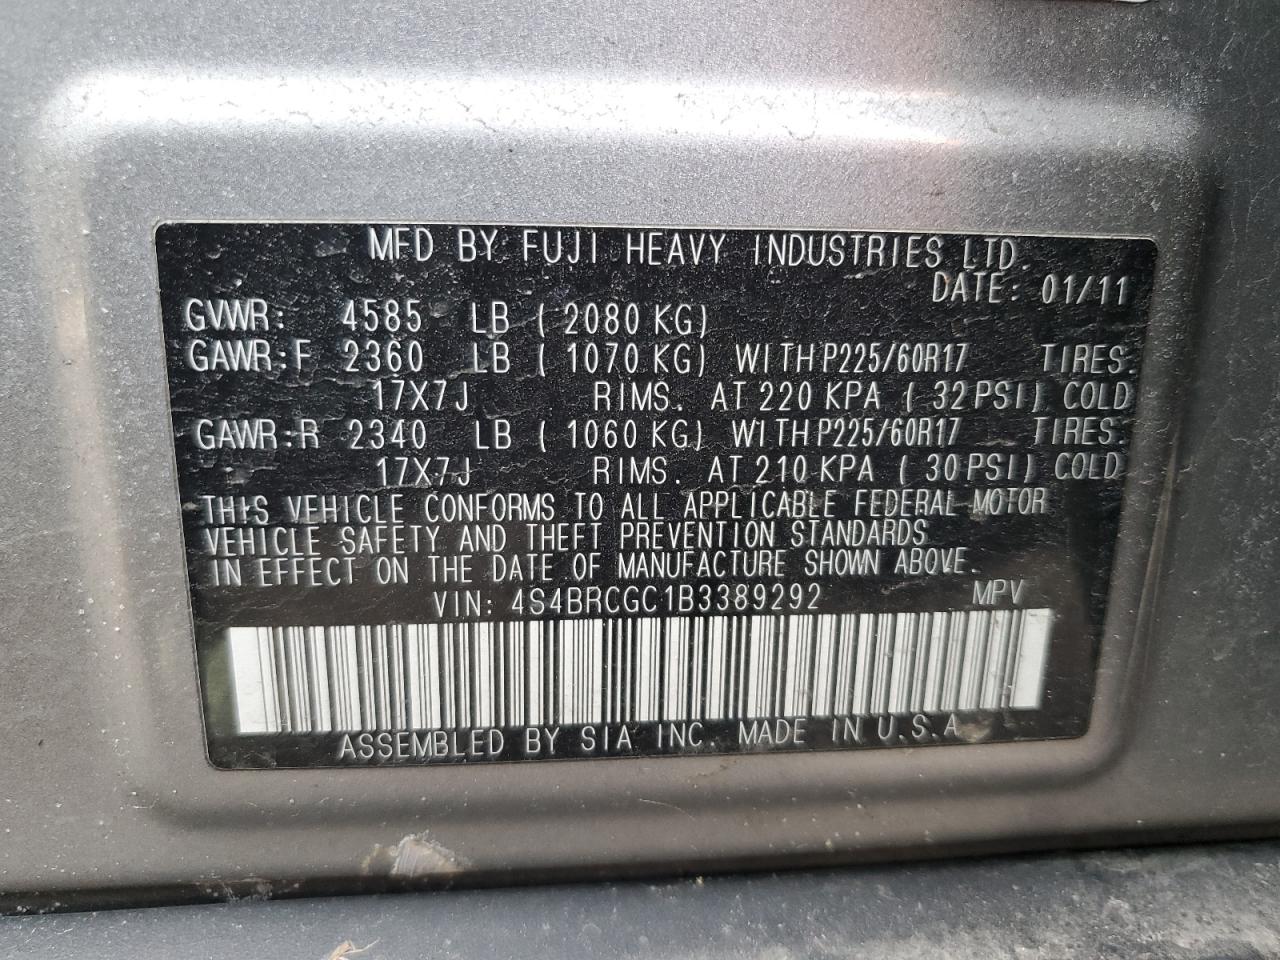 MFD BY FUJI HEAVY INDUSTRIES LTD.
DATE: 01/11
GVWR: 4585 LB (2080 KG)
GAWR:F 2360 LB (1070 KG) WITH P225/60R17 TIRES.
17X7J RIMS. AT 220 KPA (32 PSI) COLD
GAWR:R 2340 LB (1060 KG) WITH P225/60R17 TIRES.
17X7J RIMS. AT 210 KPA (30 PSI) COLD
THIS VEHICLE CONFORMS TO ALL APPLICABLE FEDERAL MOTOR
VEHICLE SAFETY AND THEFT PREVENTION STANDARDS
IN EFFECT ON THE DATE OF MANUFACTURE SHOWN ABOVE.
VIN: 4S4BRCGC1B3389292 MPV
ASSEMBLED BY SIA INC. MADE IN U.S.A